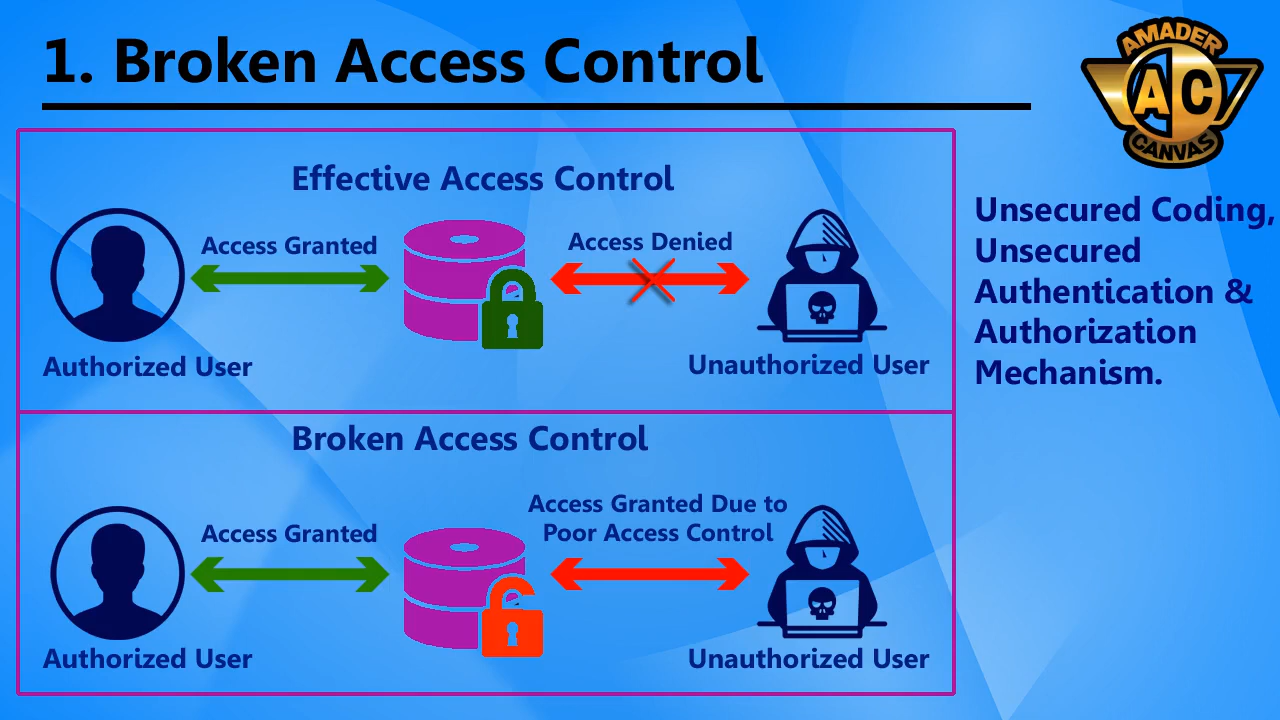 1. Broken Access Control
AMADER
AC
CANVAS
Effective Access Control
Access Granted
Access Denied
Authorized User
Unauthorized User
Unsecured Coding,
Unsecured
Authentication &
Authorization
Mechanism.
Broken Access Control
Access Granted
Access Granted Due to
Poor Access Control
Authorized User
Unauthorized User